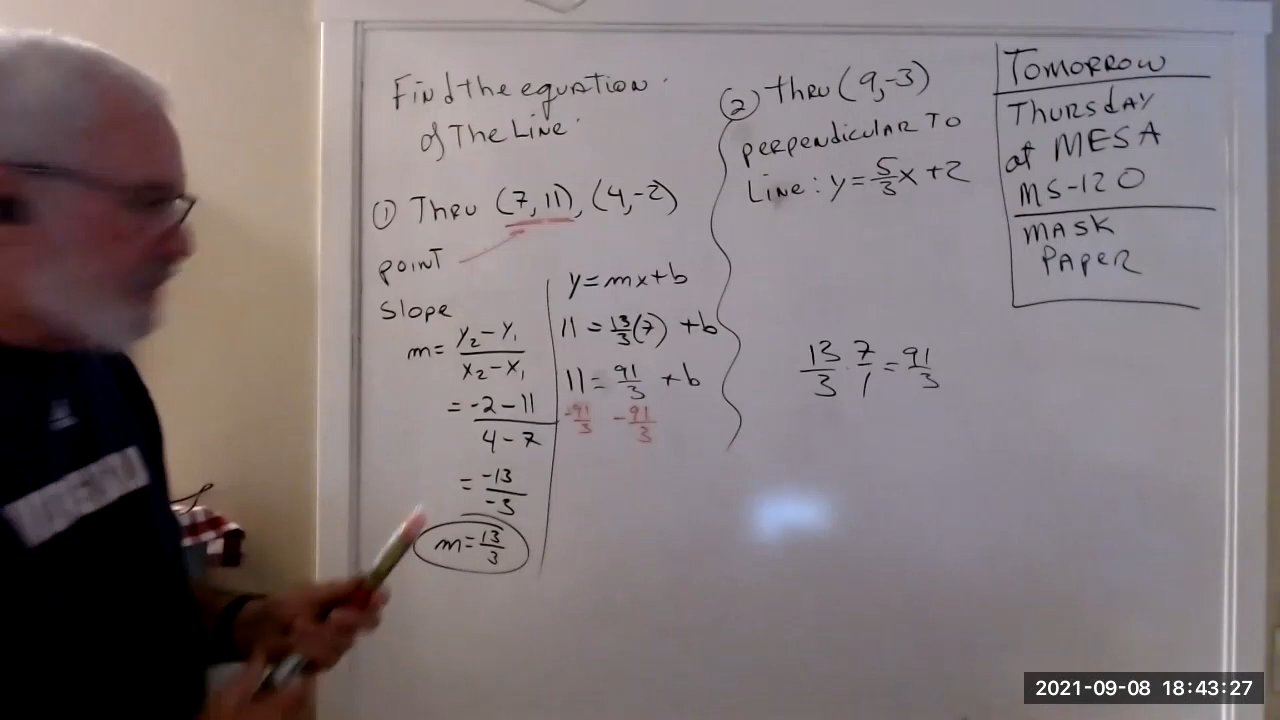 Find the equation
of The Line:
① Thru (7, 11), (4, -2)
point
Slope
m = y₂ - y₁ / x₂ - x₁
= -2 - 11 / 4 - 7
= -13 / -3
m = 13/3
y = mx + b
11 = 13/3 (7) + b
11 = 91/3 + b
-91/3 -91/3
② thru (9, -3)
perpendicular To
Line: y = 5/3 x + 2
13/3 · 7/1 = 91/3
Tomorrow
Thursday
at MESA
MS-120
mask
Paper
2021-09-08 18:43:27